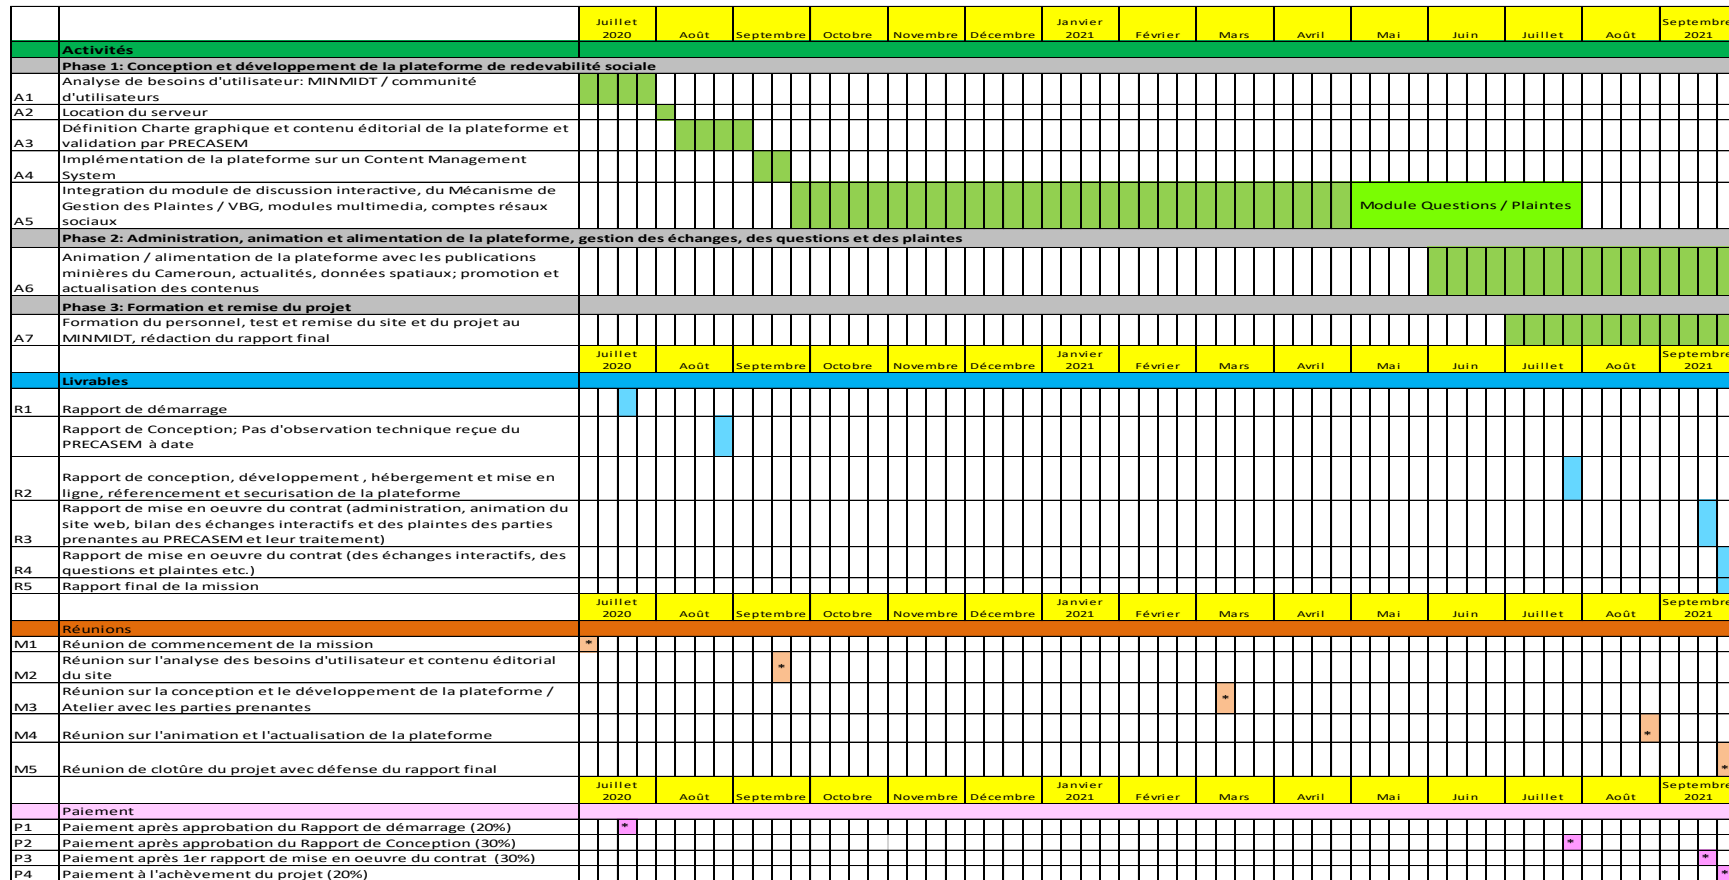 Juillet 2020 Août Septembre Octobre Novembre Décembre Janvier 2021 Février Mars Avril Mai Juin Juillet Août Septembre 2021
Activités
Phase 1: Conception et développement de la plateforme de redevabilité sociale
A1 Analyse de besoins d'utilisateur: MINMIDT / communité
d'utilisateurs
A2 Location du serveur
A3 Définition Charte graphique et contenu éditorial de la plateforme et
validation par PRECASEM
A4 Implémentation de la plateforme sur un Content Management
System
A5 Integration du module de discussion interactive, du Mécanisme de
Gestion des Plaintes / VBG, modules multimedia, comptes résaux
sociaux
Module Questions / Plaintes
Phase 2: Administration, animation et alimentation de la plateforme, gestion des échanges, des questions et des plaintes
A6 Animation / alimentation de la plateforme avec les publications
minières du Cameroun, actualités, données spatiaux; promotion et
actualisation des contenus
Phase 3: Formation et remise du projet
A7 Formation du personnel, test et remise du site et du projet au
MINMIDT, rédaction du rapport final
Juillet 2020 Août Septembre Octobre Novembre Décembre Janvier 2021 Février Mars Avril Mai Juin Juillet Août Septembre 2021
Livrables
R1 Rapport de démarrage
Rapport de Conception; Pas d'observation technique reçue du
PRECASEM à date
R2 Rapport de conception, développement , hébergement et mise en
ligne, réferencement et securisation de la plateforme
R3 Rapport de mise en oeuvre du contrat (administration, animation du
site web, bilan des échanges interactifs et des plaintes des parties
prenantes au PRECASEM et leur traitement)
R4 Rapport de mise en oeuvre du contrat (des échanges interactifs, des
questions et plaintes etc.)
R5 Rapport final de la mission
Juillet 2020 Août Septembre Octobre Novembre Décembre Janvier 2021 Février Mars Avril Mai Juin Juillet Août Septembre 2021
Réunions
M1 Réunion de commencement de la mission *
M2 Réunion sur l'analyse des besoins d'utilisateur et contenu éditorial
du site *
M3 Réunion sur la conception et le développement de la plateforme /
Atelier avec les parties prenantes *
M4 Réunion sur l'animation et l'actualisation de la plateforme *
M5 Réunion de clotûre du projet avec défense du rapport final *
Juillet 2020 Août Septembre Octobre Novembre Décembre Janvier 2021 Février Mars Avril Mai Juin Juillet Août Septembre 2021
Paiement
P1 Paiement après approbation du Rapport de démarrage (20%) *
P2 Paiement après approbation du Rapport de Conception (30%) *
P3 Paiement après 1er rapport de mise en oeuvre du contrat (30%) *
P4 Paiement à l'achèvement du projet (20%) *